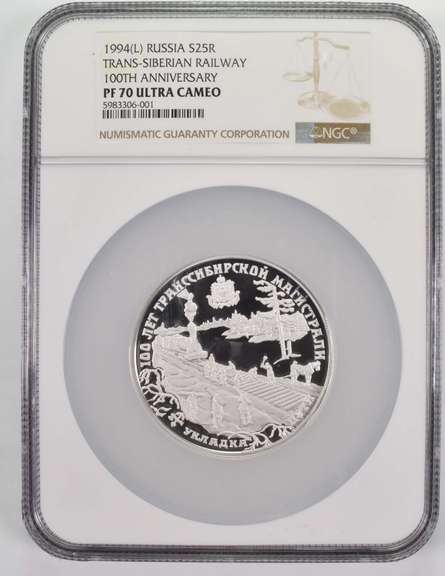 1994(L) RUSSIA S25R
TRANS-SIBERIAN RAILWAY
100TH ANNIVERSARY
PF 70 ULTRA CAMEO
5983306-001
NUMISMATIC GUARANTY CORPORATION
NGC®
100 ЛЕТ ТРАНССИБИРСКОЙ МАГИСТРАЛИ
УКЛАДКА